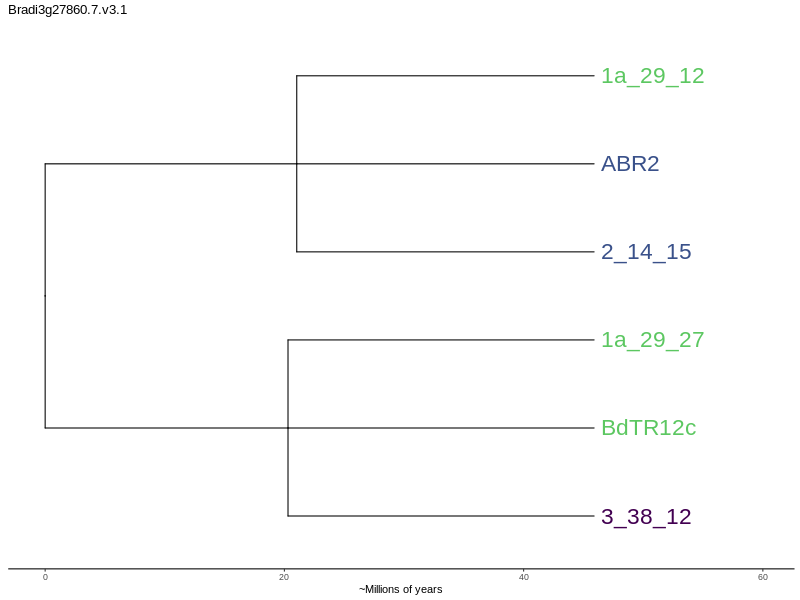 Bradi3g27860.7.v3.1
1a_29_12
ABR2
2_14_15
1a_29_27
BdTR12c
3_38_12
0 20 40 60
~Millions of years